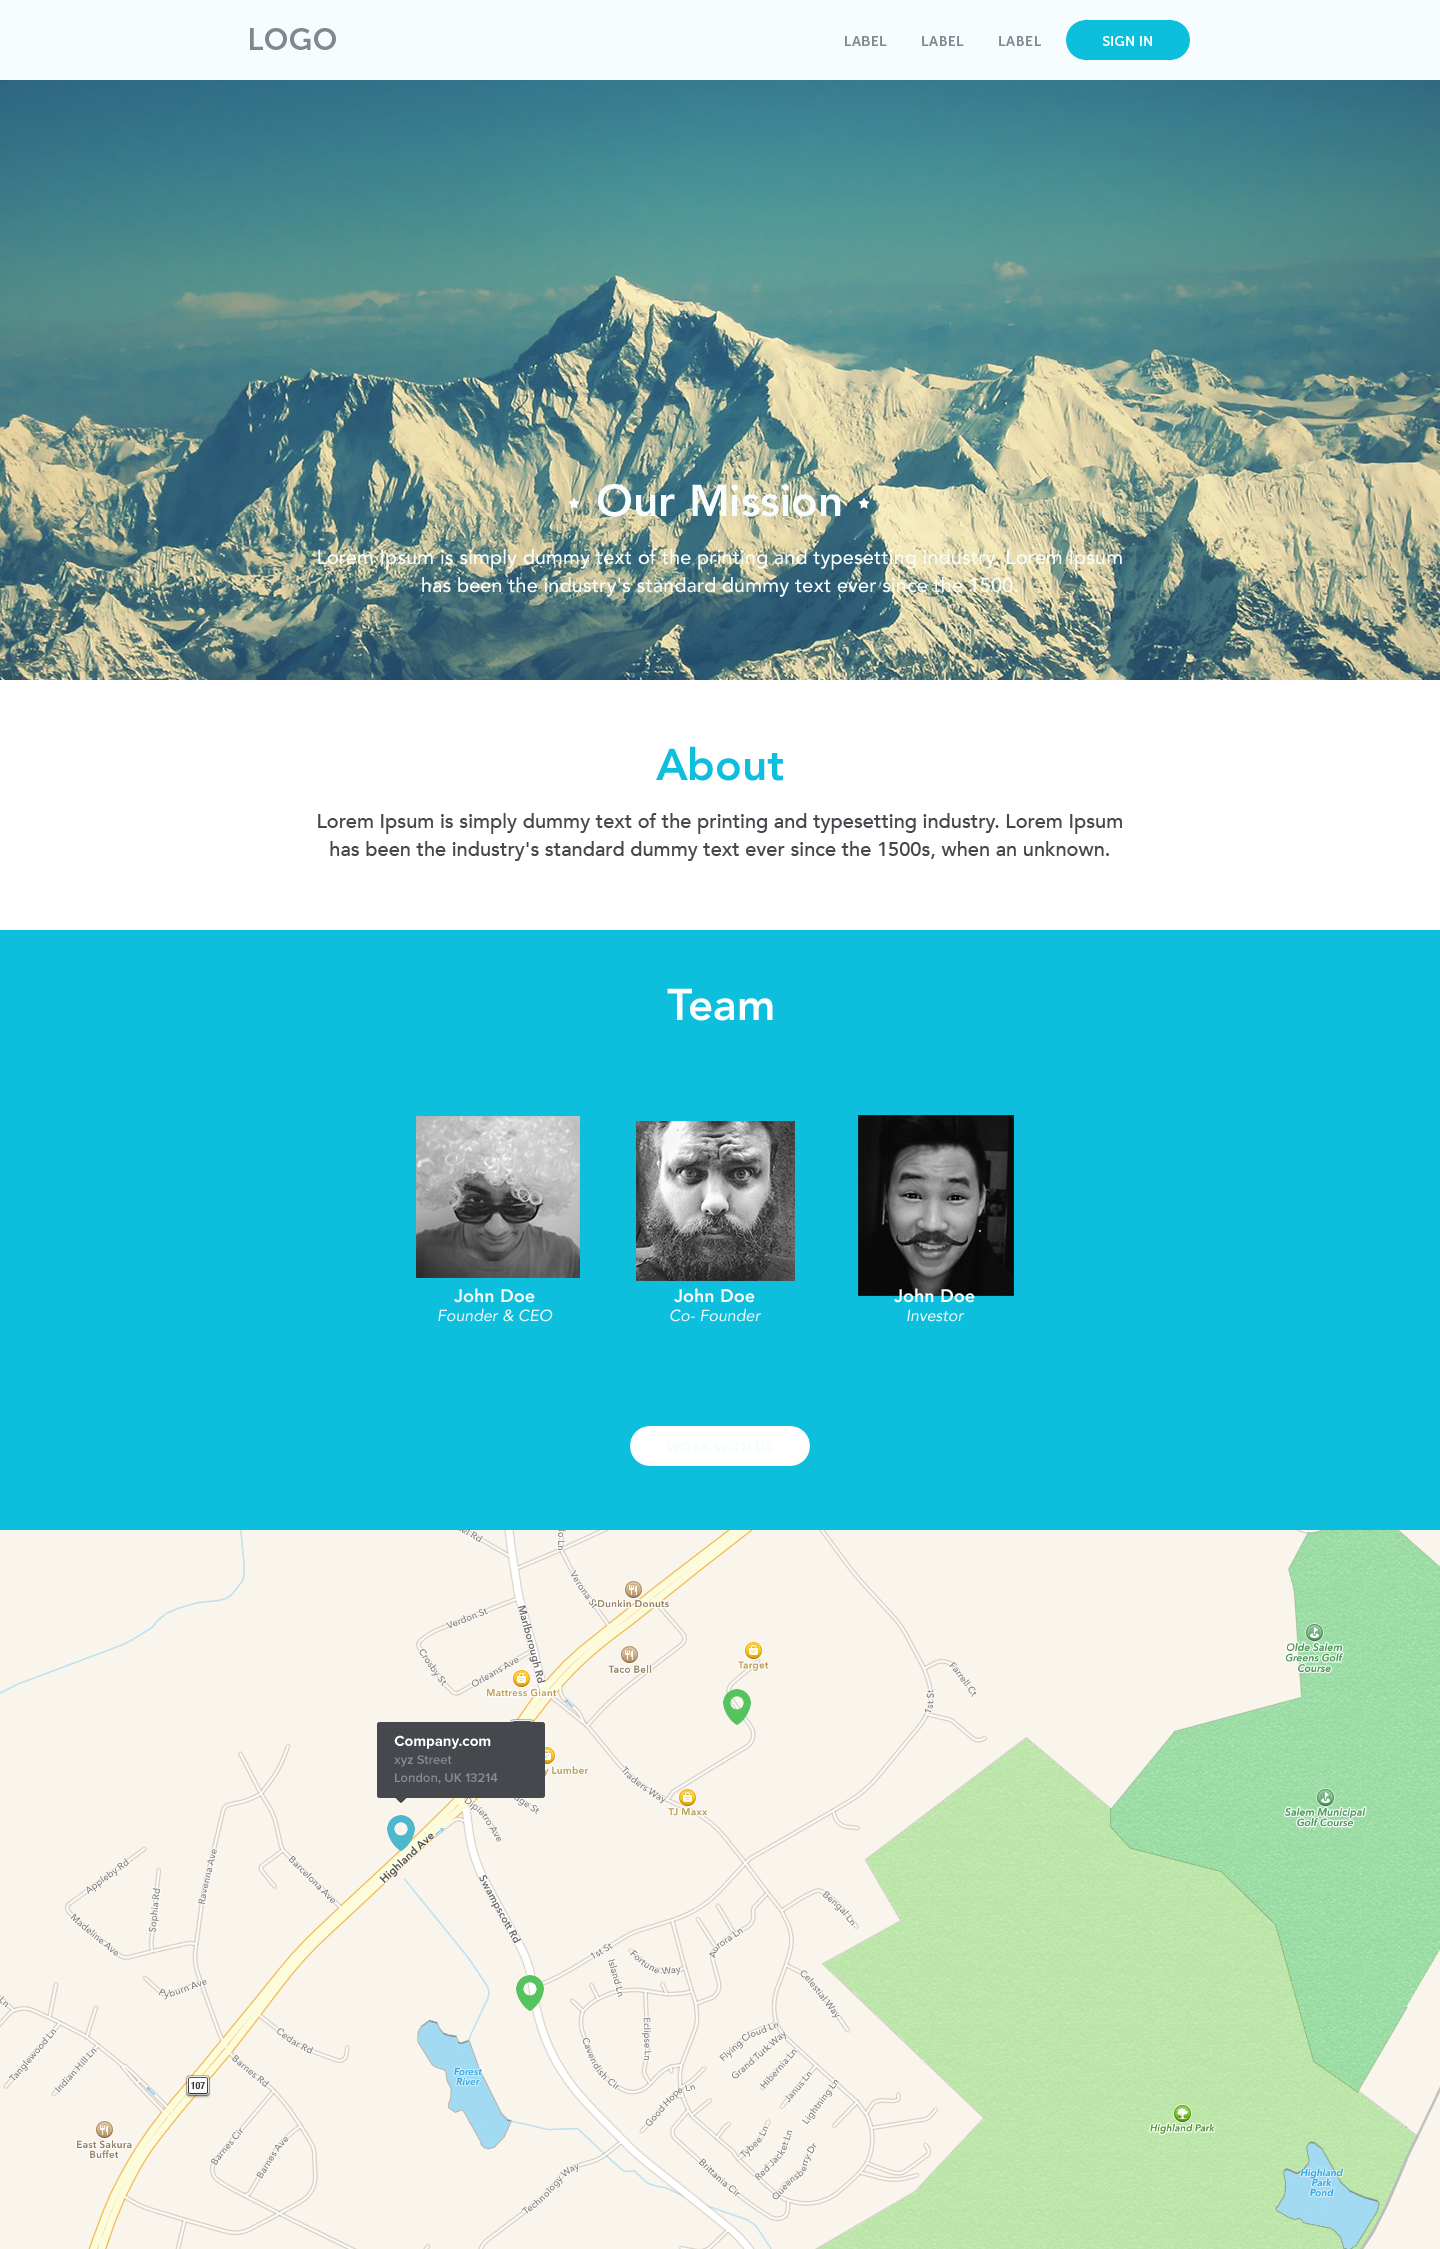 LOGO
LABEL LABEL LABEL SIGN IN
Our Mission
Lorem Ipsum is simply dummy text of the printing and typesetting industry. Lorem Ipsum
has been the industry's standard dummy text ever since the 1500.
About
Lorem Ipsum is simply dummy text of the printing and typesetting industry. Lorem Ipsum
has been the industry's standard dummy text ever since the 1500s, when an unknown.
Team
John Doe
Founder & CEO
John Doe
Co- Founder
John Doe
Investor
WORK WITH US
Verona S
Dunkin Donuts
Verdon St
Marlborough Rd
Crosby St
Orleans Ave
Taco Bell
Target
Mattress Giant
Olde Salem
Greens Golf
Course
Farrell Ct
1st St
Company.com
xyz Street
London, UK 13214
y Lumber
Traders Way
TJ Maxx
Dipietro Ave
Salem Municipal
Golf Course
Highland Ave
Appleby Rd
Sophia Rd
Ravenna Ave
Barcelona Ave
Madeline Ave
Swampscott Rd
Bengal Ln
Aurora Ln
1st St
Island Ln
Fortune Way
Celestial Way
Pyburn Ave
Cedar Rd
Tanglewood Ln
Indian Hill Ln
Barnes Rd
107
Forest
River
Cavendish Cir
Eclipse Ln
Flying Cloud Ln
Grand Turk Way
Hibernia Ln
Janus Ln
Lightning Ln
Good Hope Ln
Highland Park
East Sakura
Buffet
Barnes Cir
Barnes Ave
Tybee Ln
Red Jacket Ln
Queensberry Dr
Brittania Cir
Technology Way
Highland
Park
Pond